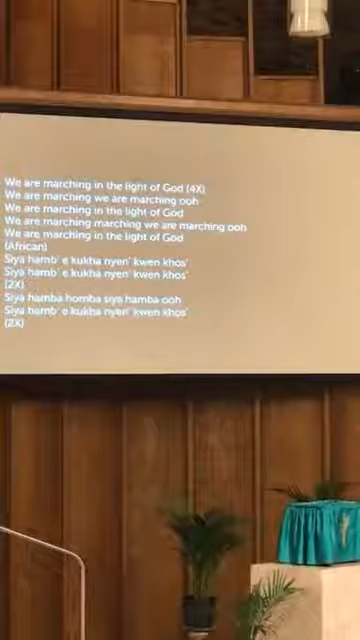 We are marching in the light of God (4X)
We are marching we are marching ooh
We are marching in the light of God
We are marching marching we are marching ooh
We are marching in the light of God
(African)
Siya hamb' e kukha nyen' kwen khos'
Siya hamb' e kukha nyen' kwen khos'
(2X)
Siya hamba homba siya hamba ooh
Siya hamb' e kukha nyen' kwen khos'
(2X)